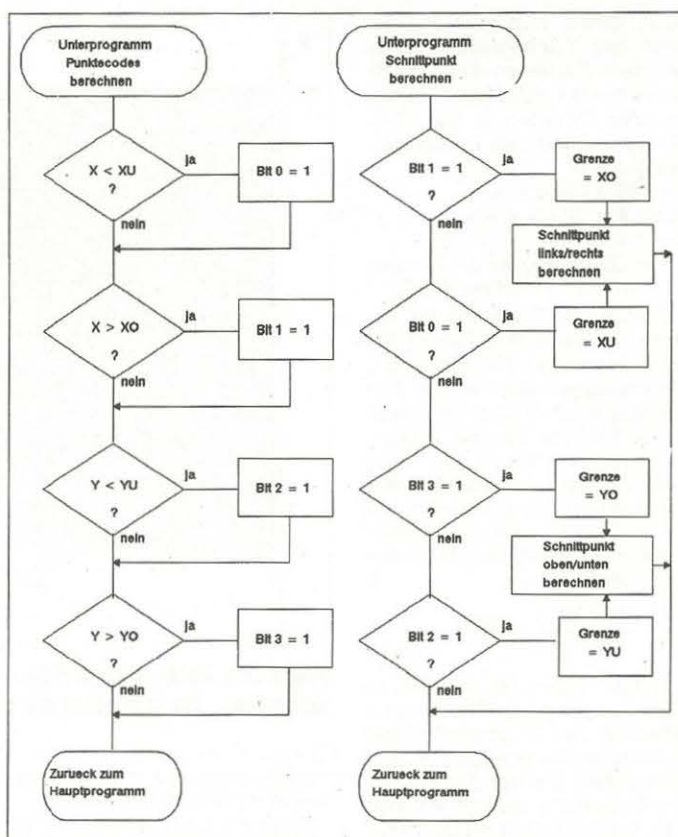 Unterprogramm
Punktecodes
berechnen
X < XU
?
ja
nein
Bit 0 = 1
X > XO
?
ja
nein
Bit 1 = 1
Y < YU
?
ja
nein
Bit 2 = 1
Y > YO
?
ja
nein
Bit 3 = 1
Zurueck zum
Hauptprogramm
Unterprogramm
Schnittpunkt
berechnen
Bit 1 = 1
?
ja
nein
Grenze
= XO
Schnittpunkt
links/rechts
berechnen
Bit 0 = 1
?
ja
nein
Grenze
= XU
Bit 3 = 1
?
ja
nein
Grenze
= YO
Schnittpunkt
oben/unten
berechnen
Bit 2 = 1
?
ja
nein
Grenze
= YU
Zurueck zum
Hauptprogramm